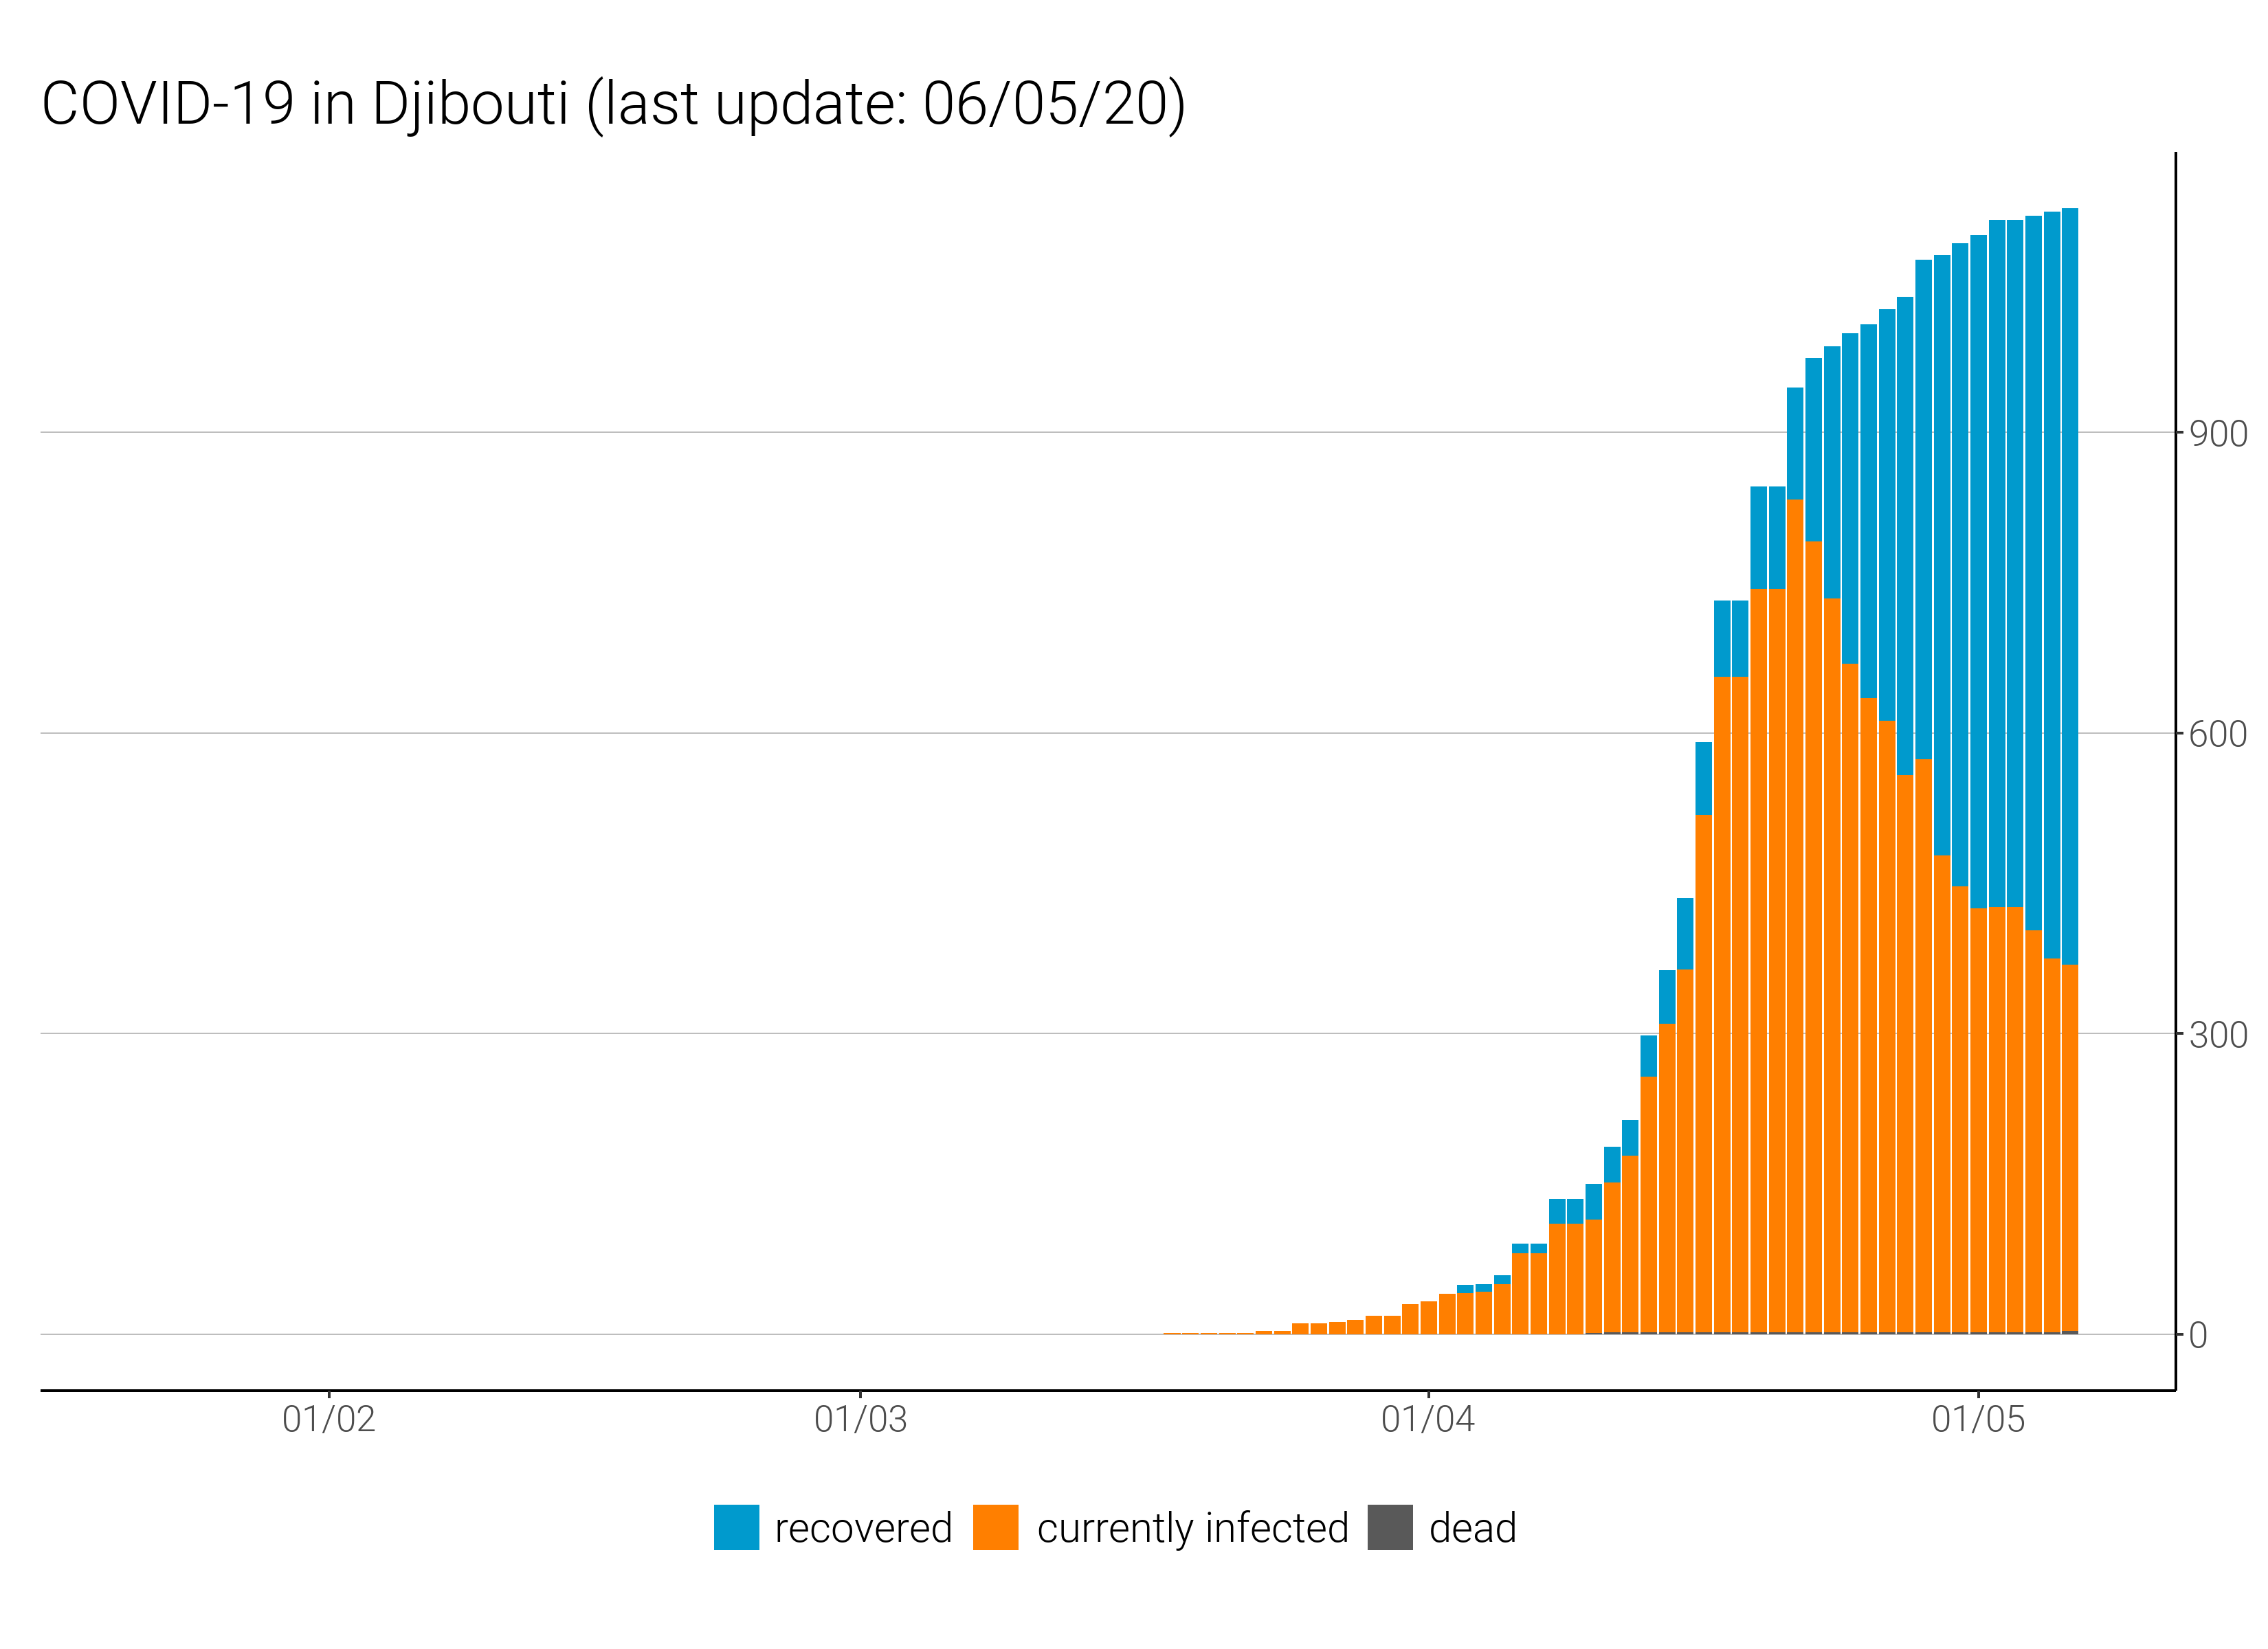 COVID-19 in Djibouti (last update: 06/05/20)
900
600
300
0
01/02 01/03 01/04 01/05
recovered currently infected dead